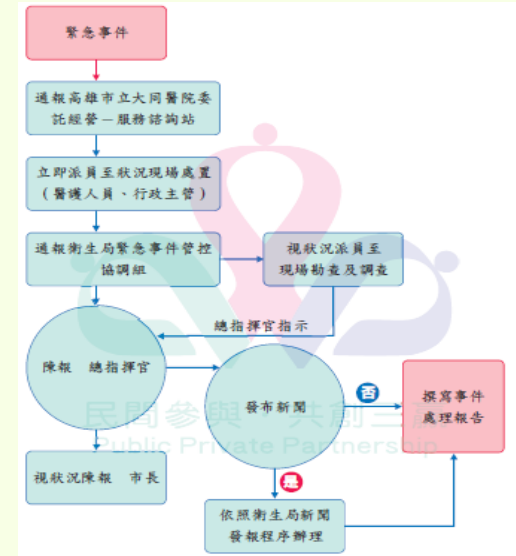 緊急事件
通報高雄市立大同醫院委
託經營－服務諮詢站
立即派員至狀況現場處置
(醫護人員、行政主管)
通報衛生局緊急事件管控
協調組
視狀況派員至
現場勘查及調查
總指揮官指示
陳報 總指揮官
發布新聞
否
撰寫事件
處理報告
民間參與、共創三
Public Private Partnership
視狀況陳報 市長
是
依照衛生局新聞
發報程序辦理